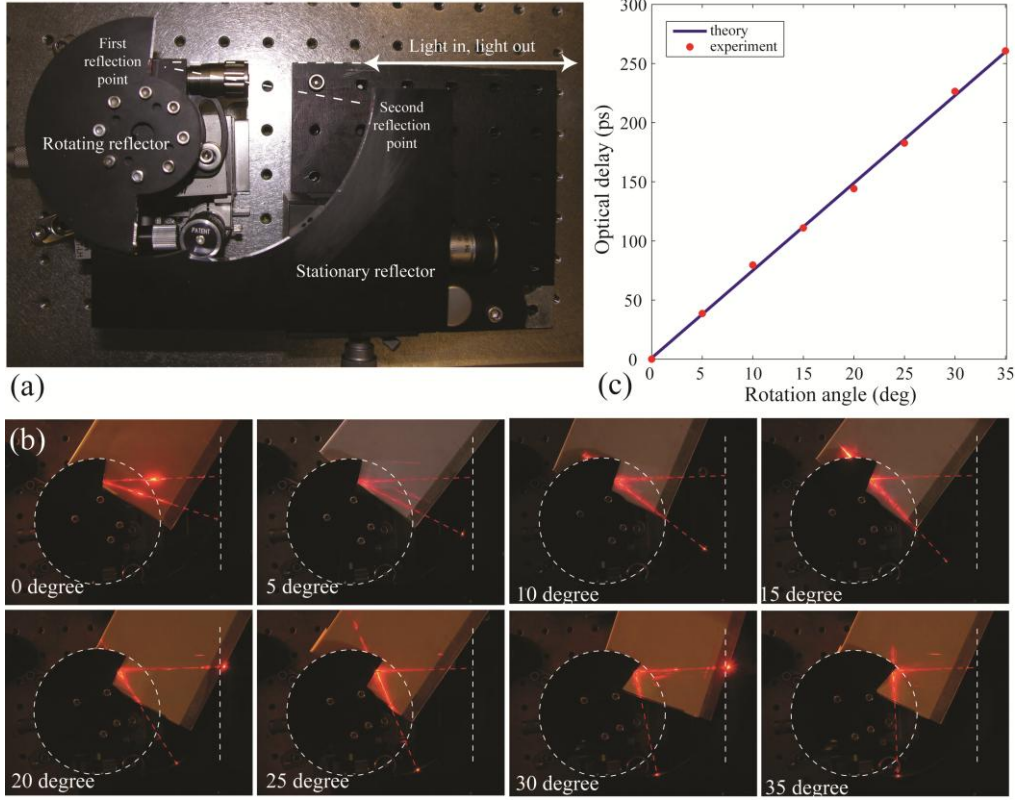 First
reflection
point
Light in, light out
Second
reflection
point
Rotating reflector
PATENT
Stationary reflector
(a)
theory
experiment
Optical delay (ps)
300
250
200
150
100
50
0
0 5 10 15 20 25 30 35
Rotation angle (deg)
(c)
(b)
0 degree
5 degree
10 degree
15 degree
20 degree
25 degree
30 degree
35 degree